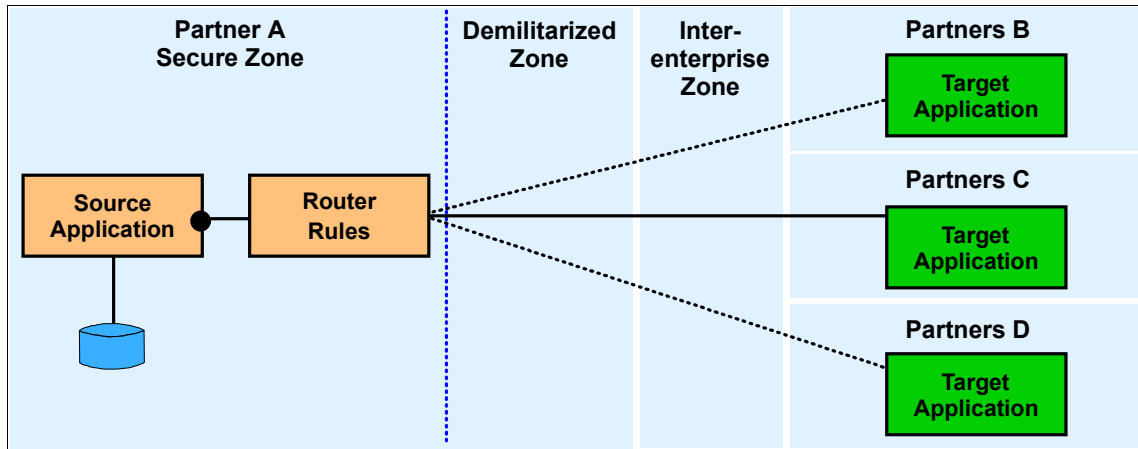 Partner A
Secure Zone
Demilitarized
Zone
Inter-
enterprise
Zone
Partners B
Target
Application
Source
Application
Router
Rules
Partners C
Target
Application
Partners D
Target
Application